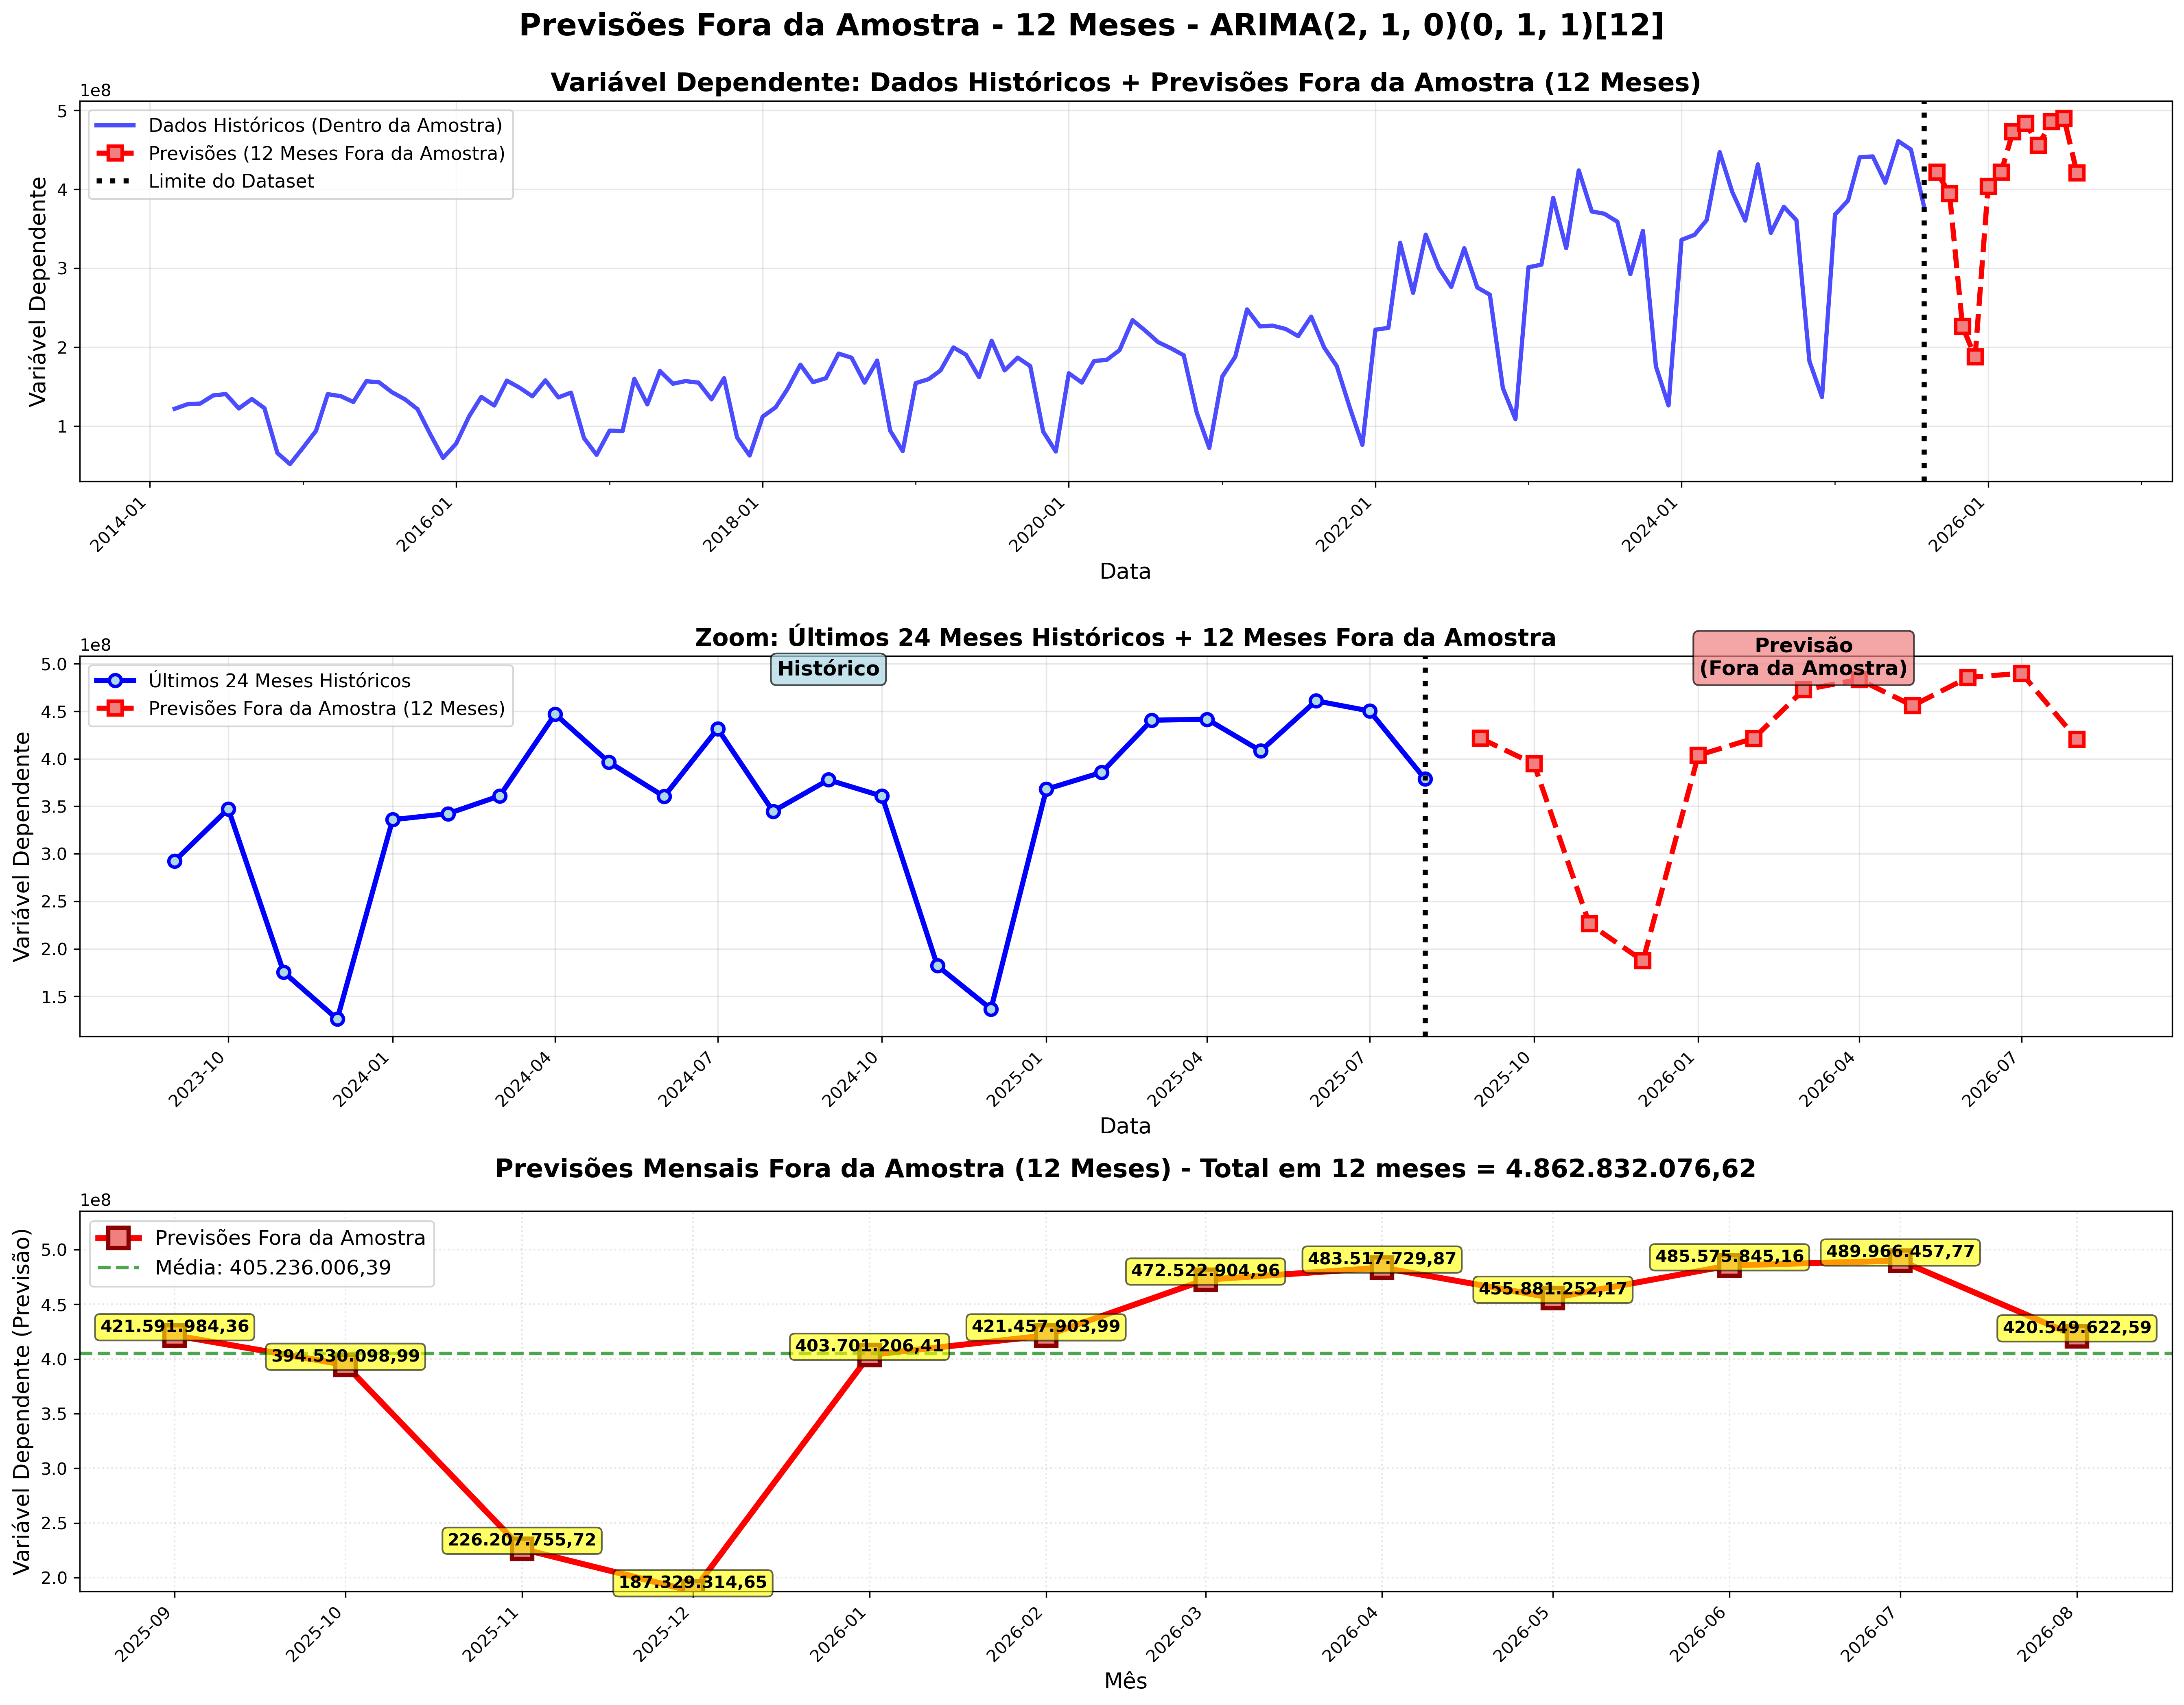 Previsões Fora da Amostra - 12 Meses - ARIMA(2, 1, 0)(0, 1, 1)[12]
Variável Dependente: Dados Históricos + Previsões Fora da Amostra (12 Meses)
1e8
Dados Históricos (Dentro da Amostra)
Previsões (12 Meses Fora da Amostra)
Limite do Dataset
Variável Dependente
5
4
3
2
1
2014-01
2016-01
2018-01
2020-01
2022-01
2024-01
2026-01
Data
Zoom: Últimos 24 Meses Históricos + 12 Meses Fora da Amostra
1e8
Últimos 24 Meses Históricos
Previsões Fora da Amostra (12 Meses)
Histórico
Previsão
(Fora da Amostra)
Variável Dependente
5.0
4.5
4.0
3.5
3.0
2.5
2.0
1.5
2023-10
2024-01
2024-04
2024-07
2024-10
2025-01
2025-04
2025-07
2025-10
2026-01
2026-04
2026-07
Data
Previsões Mensais Fora da Amostra (12 Meses) - Total em 12 meses = 4.862.832.076,62
1e8
Previsões Fora da Amostra
Média: 405.236.006,39
Variável Dependente (Previsão)
5.0
4.5
4.0
3.5
3.0
2.5
2.0
421.591.984,36
394.530.098,99
226.207.755,72
187.329.314,65
403.701.206,41
421.457.903,99
472.522.904,96
483.517.729,87
455.881.252,17
485.575.845,16
489.966.457,77
420.549.622,59
2025-09
2025-10
2025-11
2025-12
2026-01
2026-02
2026-03
2026-04
2026-05
2026-06
2026-07
2026-08
Mês